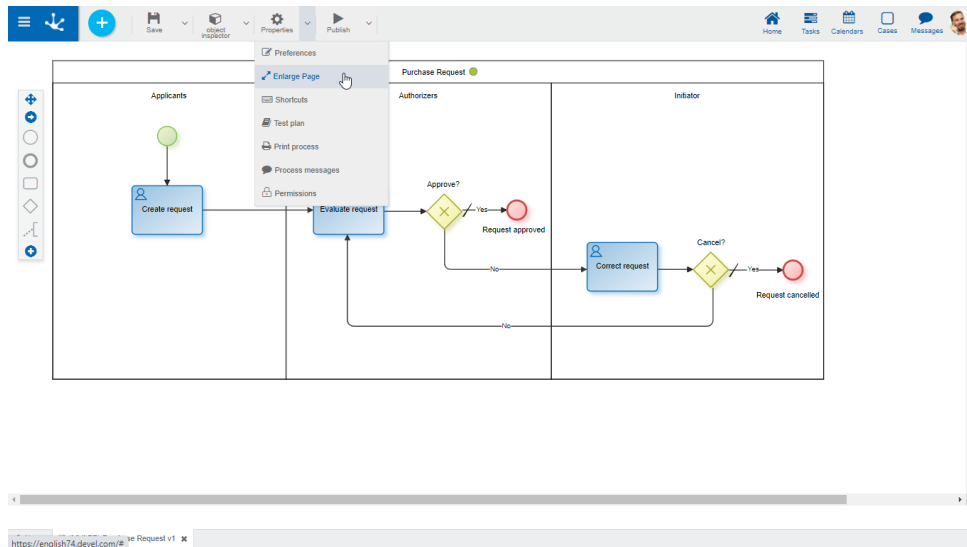 Save
object
inspector
Properties
Publish
Home
Tasks
Calendars
Cases
Messages
Preferences
Enlarge Page
Shortcuts
Test plan
Print process
Process messages
Permissions
Purchase Request
Applicants
Authorizers
Initiator
Create request
Evaluate request
Approve?
Yes
Request approved
No
Correct request
Cancel?
Yes
Request cancelled
No
se Request v1
https://english74.devel.com/#